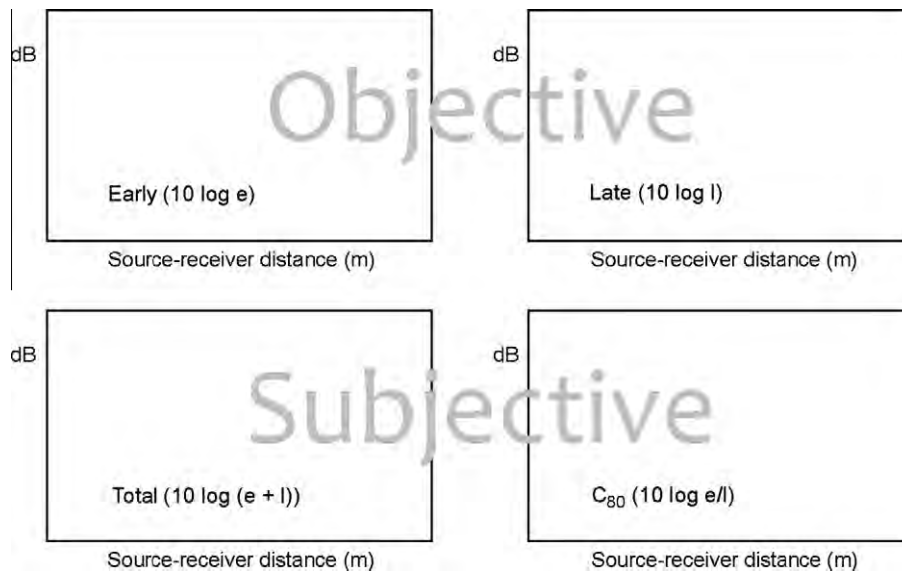 dB
dB
Objective
Early (10 log e)
Late (10 log l)
Source-receiver distance (m)
Source-receiver distance (m)
dB
dB
Subjective
Total (10 log (e + l))
C₈₀ (10 log e/l)
Source-receiver distance (m)
Source-receiver distance (m)